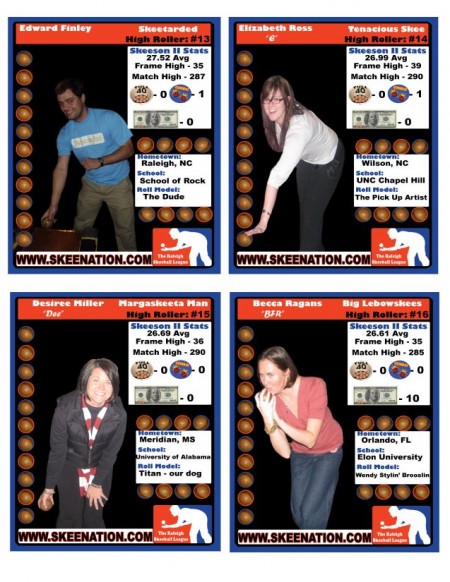 Edward Finley Skeetarded
High Roller: #13
Skeeson II Stats
27.52 Avg
Frame High - 35
Match High - 287
40 - 0 - 1
- 0
Hometown:
Raleigh, NC
School:
School of Rock
Roll Model:
The Dude
WWW.SKEENATION.COM
The Raleigh
Skeeball League
Elizabeth Ross Tenacious Skee
'e' High Roller: #14
Skeeson II Stats
26.99 Avg
Frame High - 39
Match High - 290
40 - 0 - 1
- 0
Hometown:
Wilson, NC
School:
UNC Chapel Hill
Roll Model:
The Pick Up Artist
WWW.SKEENATION.COM
The Raleigh
Skeeball League
Desiree Miller Margaskeeta Man
'Dee' High Roller: #15
Skeeson II Stats
26.69 Avg
Frame High - 36
Match High - 290
40 - 0 - 0
- 0
Hometown:
Meridian, MS
School:
University of Alabama
Roll Model:
Titan - our dog
WWW.SKEENATION.COM
The Raleigh
Skeeball League
Becca Ragans Big Lebowskees
'BFR' High Roller: #16
Skeeson II Stats
26.61 Avg
Frame High - 35
Match High - 285
40 - 0 - 0
- 10
Hometown:
Orlando, FL
School:
Elon University
Roll Model:
Wendy Stylin' Brooslin
WWW.SKEENATION.COM
The Raleigh
Skeeball League